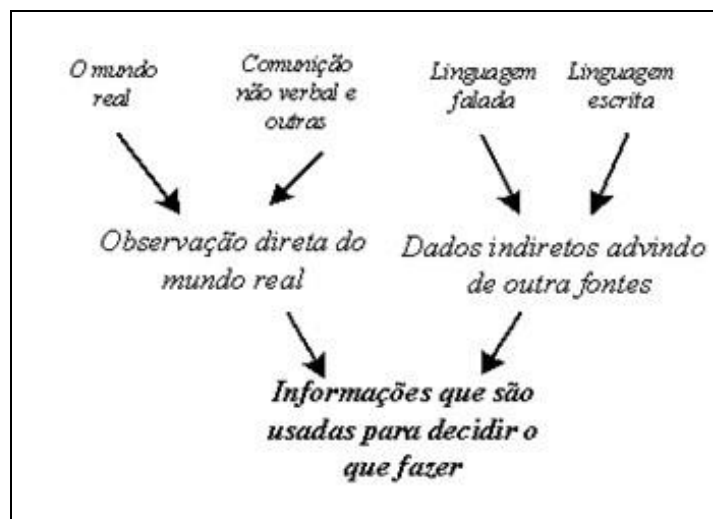 O mundo
real
Comunição
não verbal e
outras
Linguagem
falada
Linguagem
escrita
Observação direta do
mundo real
Dados indiretos advindo
de outra fontes
Informações que são
usadas para decidir o
que fazer